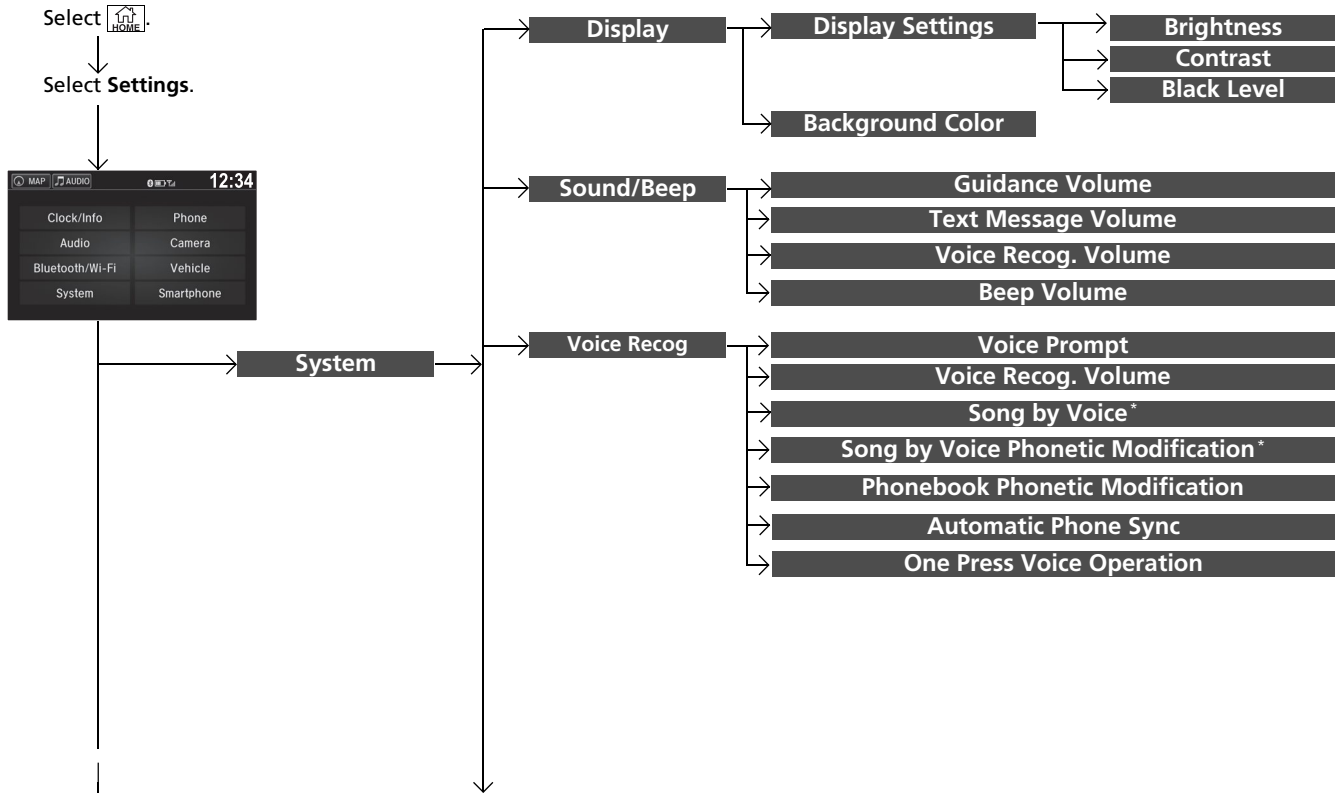 Select HOME.
Select Settings.
MAP AUDIO 12:34
Clock/Info Phone
Audio Camera
Bluetooth/Wi-Fi Vehicle
System Smartphone
System
Display
Display Settings
Brightness
Contrast
Black Level
Background Color
Sound/Beep
Guidance Volume
Text Message Volume
Voice Recog. Volume
Beep Volume
Voice Recog
Voice Prompt
Voice Recog. Volume
Song by Voice*
Song by Voice Phonetic Modification*
Phonebook Phonetic Modification
Automatic Phone Sync
One Press Voice Operation